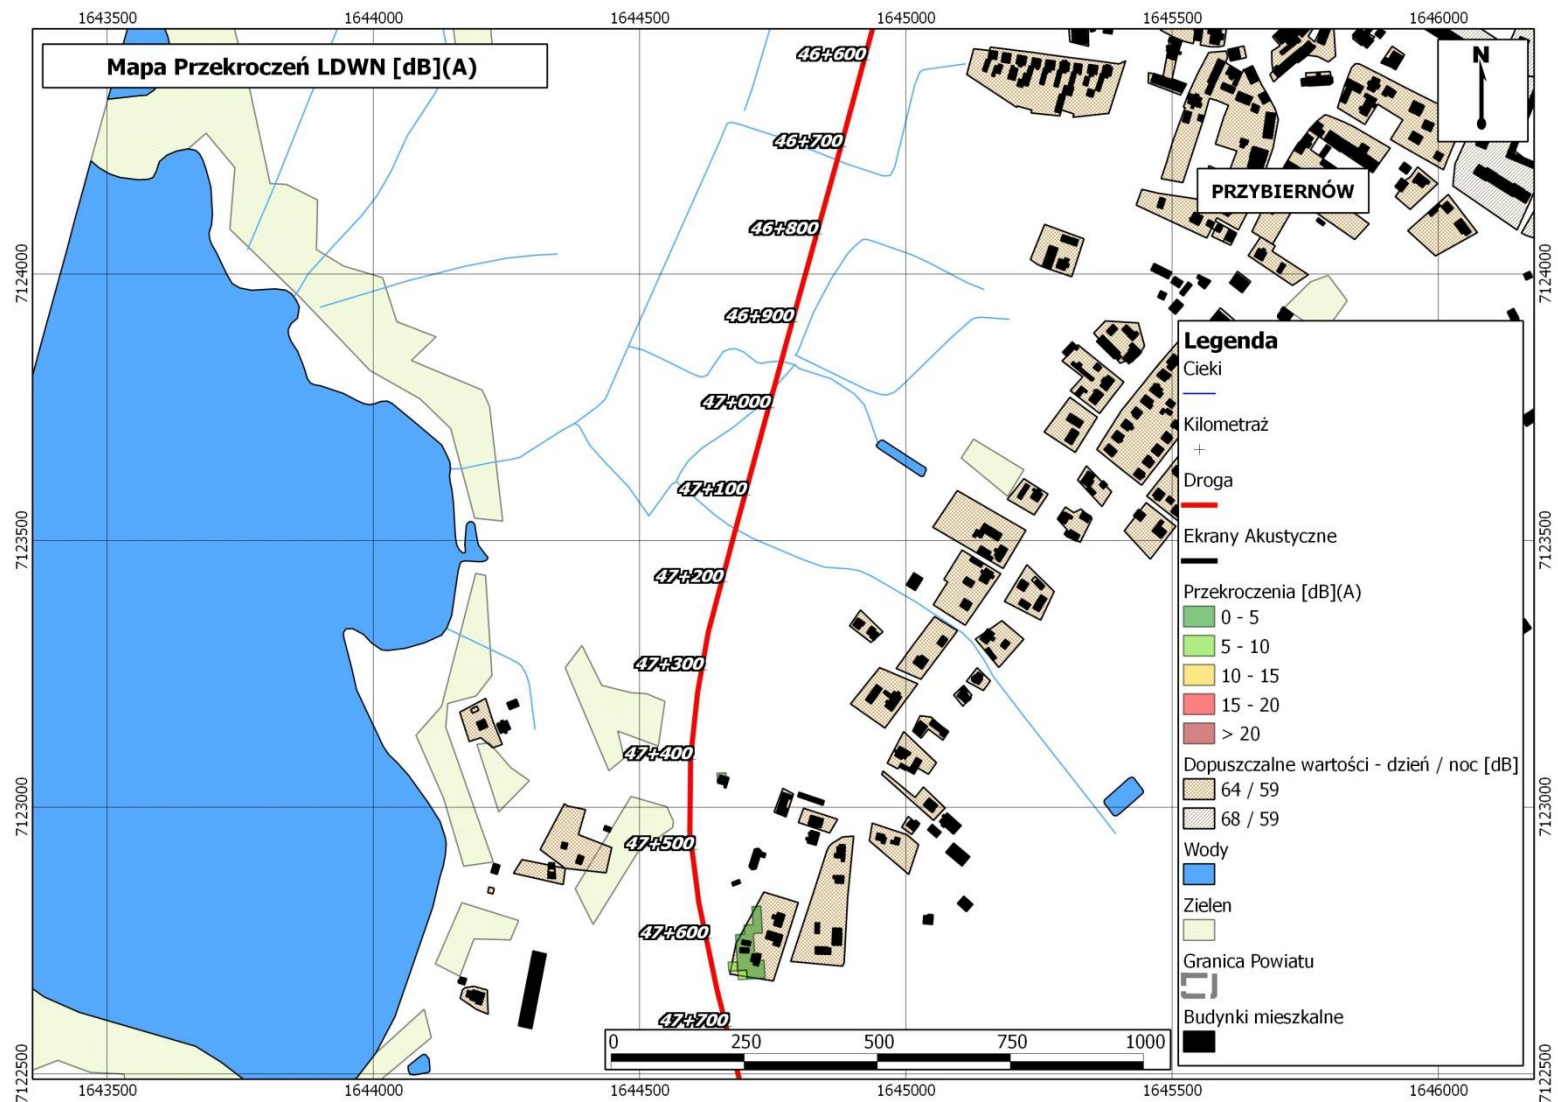 1643500 1644000 1644500 1645000 1645500 1646000
Mapa Przekroczeń LDWN [dB](A)
N
46+600
46+700
PRZYBIERNÓW
46+800
7124000 7124000
46+900
47+000
47+100
7123500 7123500
47+200
47+300
47+400
7123000 7123000
47+500
47+600
47+700
Legenda
Cieki
Kilometraż
Droga
Ekrany Akustyczne
Przekroczenia [dB](A)
0 - 5
5 - 10
10 - 15
15 - 20
> 20
Dopuszczalne wartości - dzień / noc [dB]
64 / 59
68 / 59
Wody
Zielen
Granica Powiatu
Budynki mieszkalne
0 250 500 750 1000
7122500 7122500
1643500 1644000 1644500 1645000 1645500 1646000